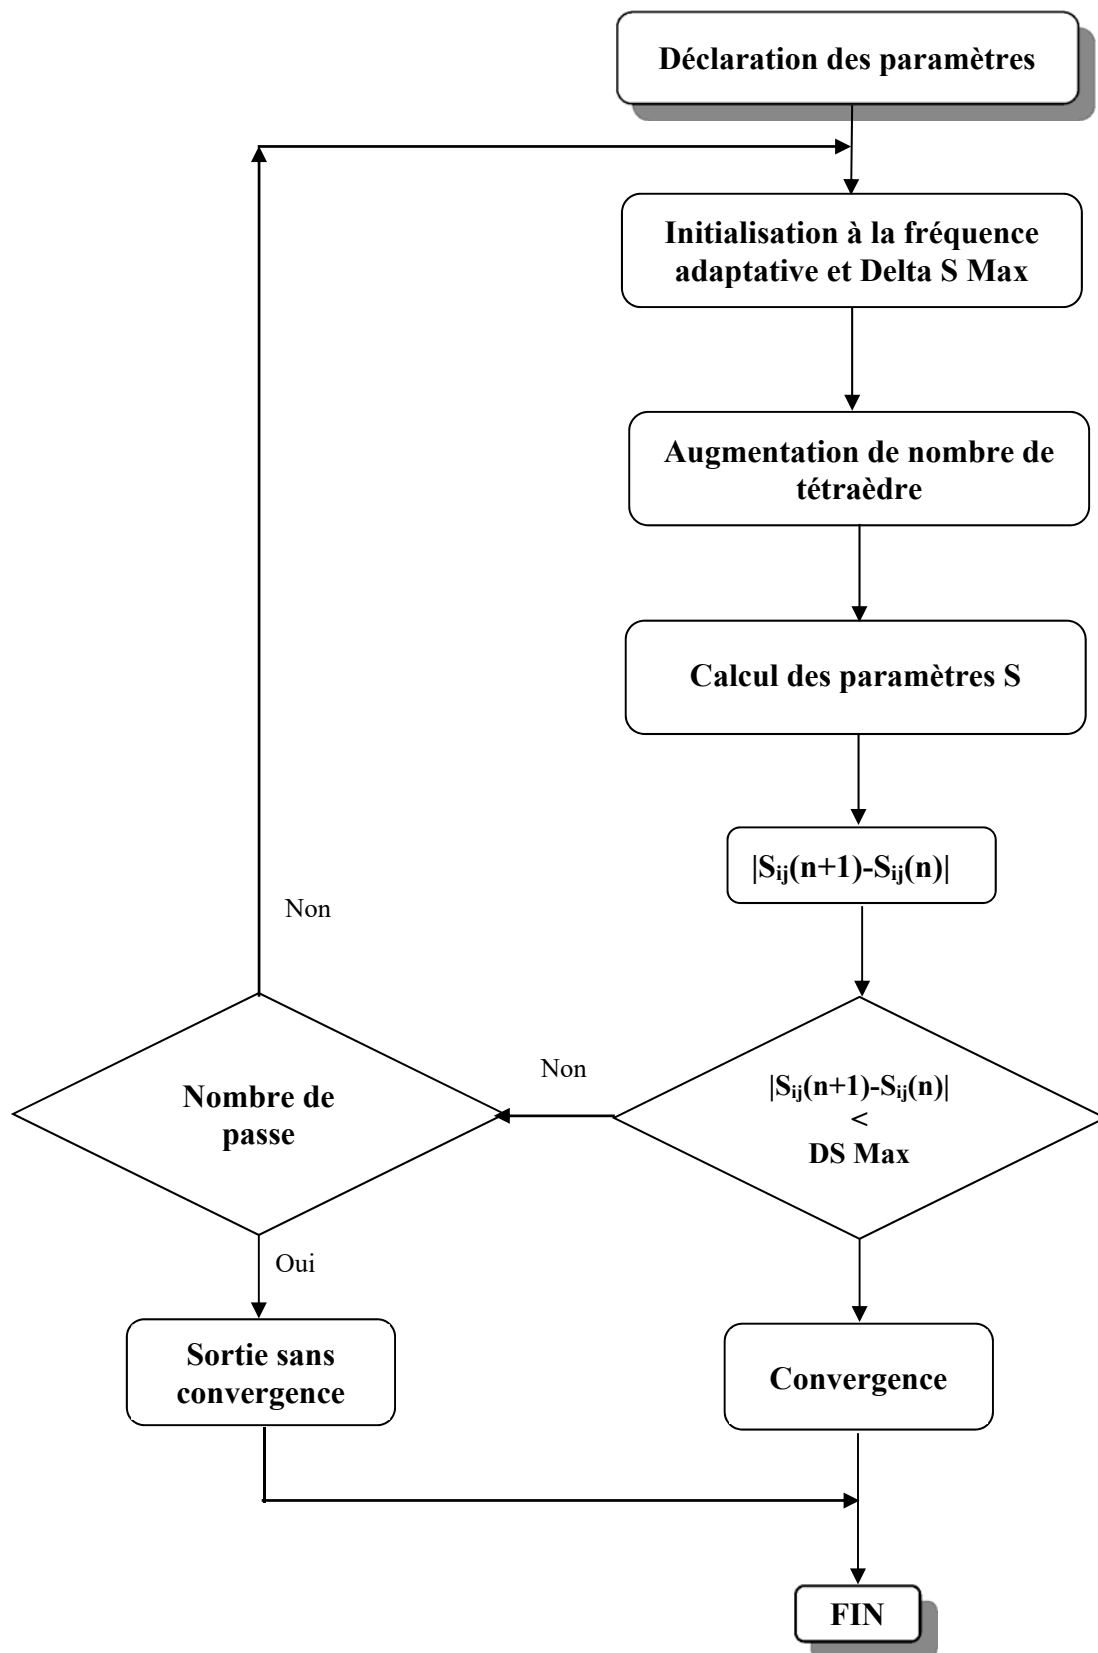 Déclaration des paramètres
Initialisation à la fréquence
adaptative et Delta S Max
Augmentation de nombre de
tétraèdre
Calcul des paramètres S
|Sij(n+1)-Sij(n)|
Non
Non
|Sij(n+1)-Sij(n)|
<
DS Max
Nombre de
passe
Oui
Sortie sans
convergence
Convergence
FIN